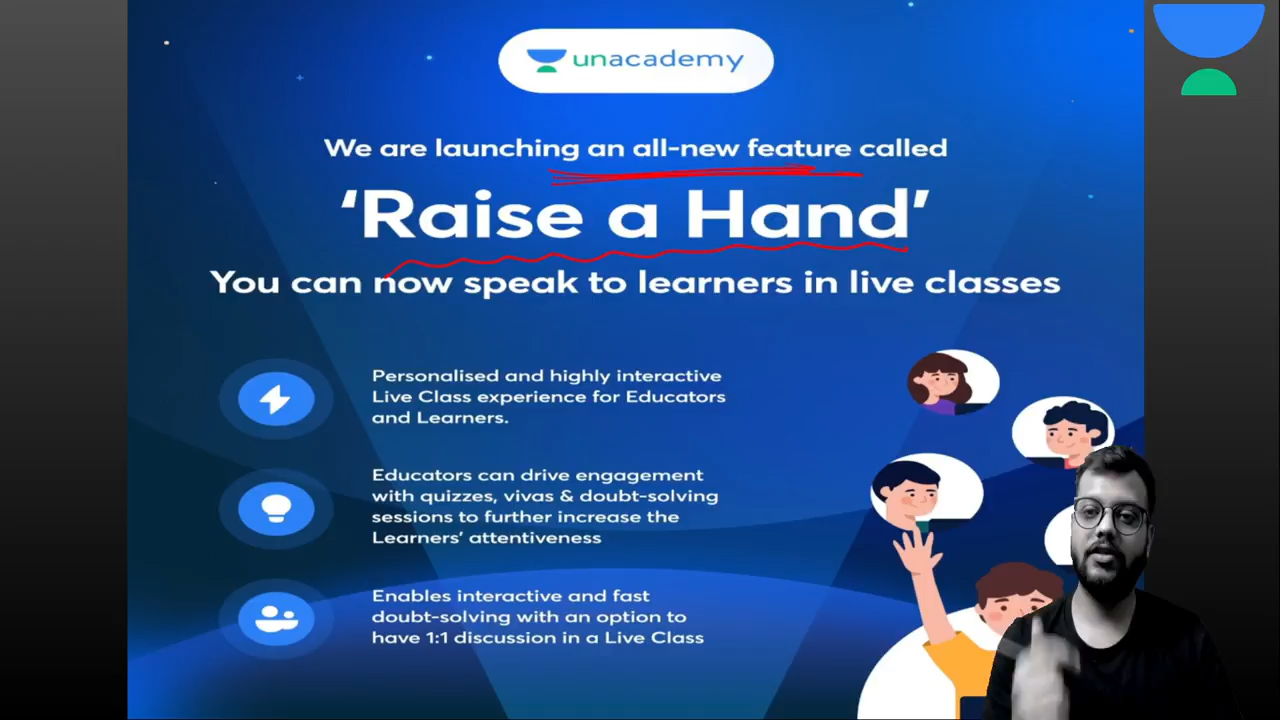 unacademy
We are launching an all-new feature called
‘Raise a Hand’
You can now speak to learners in live classes
Personalised and highly interactive
Live Class experience for Educators
and Learners.
Educators can drive engagement
with quizzes, vivas & doubt-solving
sessions to further increase the
Learners’ attentiveness
Enables interactive and fast
doubt-solving with an option to
have 1:1 discussion in a Live Class